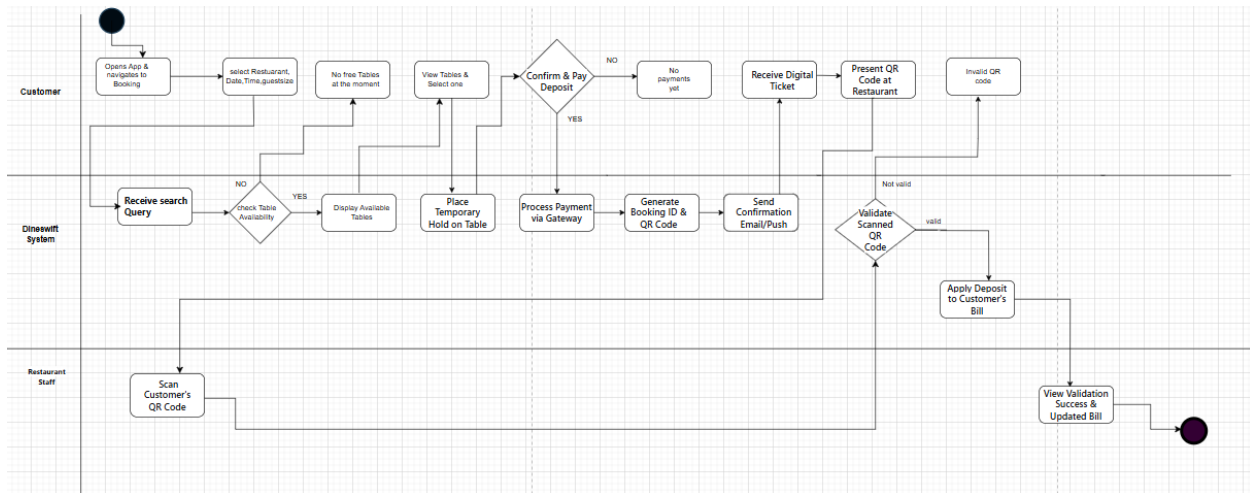 Opens App &
navigates to
Booking
select Restuarant,
Date,Time,guestsize
No free Tables
at the moment
View Tables &
Select one
Confirm & Pay
Deposit
NO
No
payments
yet
Receive Digital
Ticket
Present QR
Code at
Restaurant
Invalid QR
code
Customer
YES
NO
YES
Not valid
valid
Dineswift
System
Receive search
Query
check Table
Availability
Display Available
Tables
Place
Temporary
Hold on Table
Process Payment
via Gateway
Generate
Booking ID &
QR Code
Send
Confirmation
Email/Push
Validate
Scanned
QR
Code
Apply Deposit
to Customer's
Bill
Restaurant
Staff
Scan
Customer's
QR Code
View Validation
Success &
Updated Bill